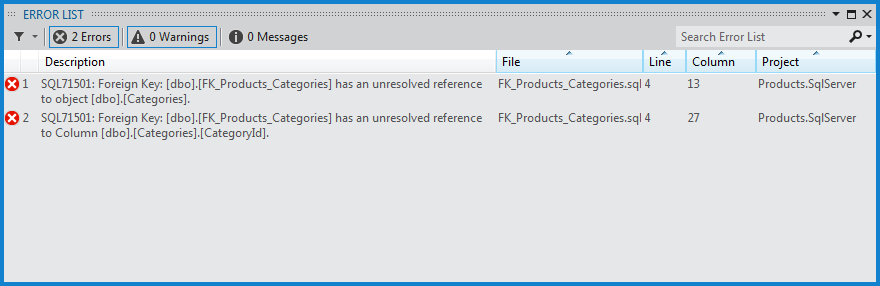 ERROR LIST
2 Errors 0 Warnings 0 Messages Search Error List
Description File Line Column Project
1 SQL71501: Foreign Key: [dbo].[FK_Products_Categories] has an unresolved reference FK_Products_Categories.sql 4 13 Products.SqlServer
to object [dbo].[Categories].
2 SQL71501: Foreign Key: [dbo].[FK_Products_Categories] has an unresolved reference FK_Products_Categories.sql 4 27 Products.SqlServer
to Column [dbo].[Categories].[CategoryId].